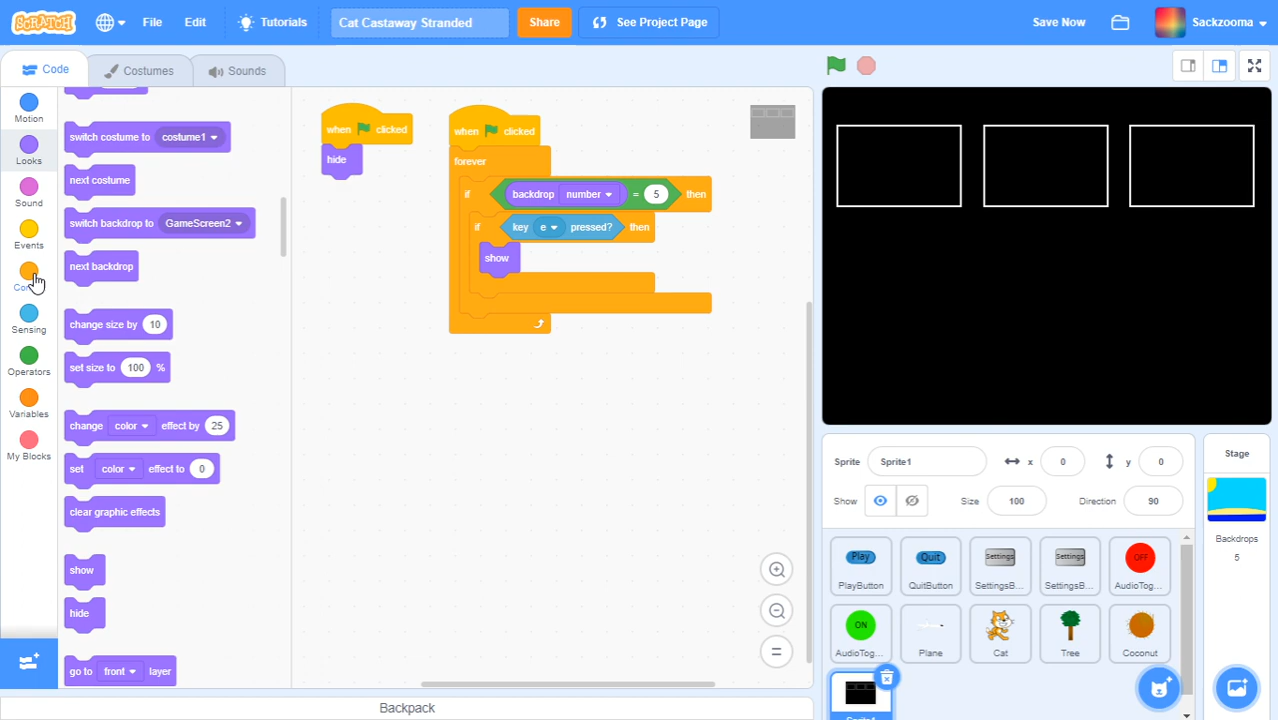 SCRATCH File Edit Tutorials Cat Castaway Stranded Share See Project Page Save Now Sackzooma
Code Costumes Sounds
Motion
Looks
Sound
Events
Sensing
Operators
Variables
My Blocks
switch costume to costume1
next costume
switch backdrop to GameScreen2
next backdrop
change size by 10
set size to 100 %
change color effect by 25
set color effect to 0
clear graphic effects
show
hide
go to front layer
when clicked
hide
when clicked
forever
if backdrop number = 5 then
if key e pressed? then
show
Sprite Sprite1 x 0 y 0
Show Size 100 Direction 90
Play
PlayButton
Quit
QuitButton
Settings
SettingsB...
Settings
SettingsB...
OFF
AudioTog...
ON
AudioTog...
Plane
Cat
Tree
Coconut
Stage
Backdrops
5
Backpack